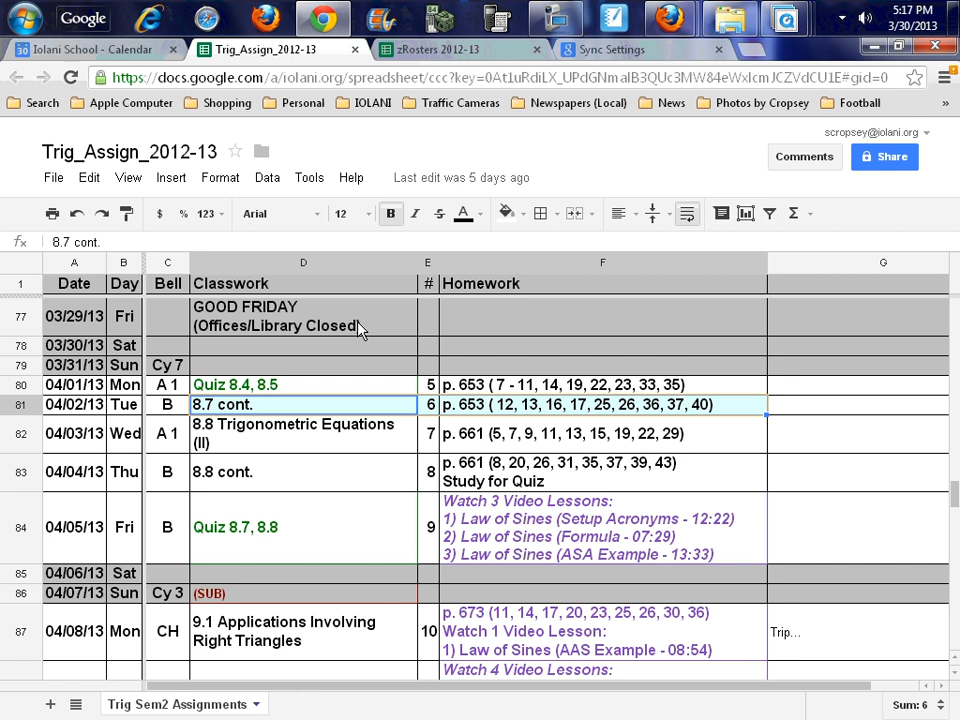 Google
5:17 PM
3/30/2013
Iolani School - Calendar
Trig_Assign_2012-13
zRosters 2012-13
Sync Settings
https://docs.google.com/a/iolani.org/spreadsheet/ccc?key=0At1uRdiLX_UPdGNmalB3QUc3MW84eWxlcmJCZVdCU1E#gid=0
Search
Apple Computer
Shopping
Personal
IOLANI
Traffic Cameras
Newspapers (Local)
News
Photos by Cropsey
Football
»
scropsey@iolani.org
Trig_Assign_2012-13
Comments
Share
File Edit View Insert Format Data Tools Help Last edit was 5 days ago
$ % 123 Arial 12 B I S A Σ
fx 8.7 cont.
A B C D E F G
1 Date Day Bell Classwork # Homework
77 03/29/13 Fri GOOD FRIDAY
(Offices/Library Closed)
78 03/30/13 Sat
79 03/31/13 Sun Cy 7
80 04/01/13 Mon A 1 Quiz 8.4, 8.5 5 p. 653 ( 7 - 11, 14, 19, 22, 23, 33, 35)
81 04/02/13 Tue B 8.7 cont. 6 p. 653 ( 12, 13, 16, 17, 25, 26, 36, 37, 40)
82 04/03/13 Wed A 1 8.8 Trigonometric Equations
(II) 7 p. 661 (5, 7, 9, 11, 13, 15, 19, 22, 29)
83 04/04/13 Thu B 8.8 cont. 8 p. 661 (8, 20, 26, 31, 35, 37, 39, 43)
Study for Quiz
84 04/05/13 Fri B Quiz 8.7, 8.8 9 Watch 3 Video Lessons:
1) Law of Sines (Setup Acronyms - 12:22)
2) Law of Sines (Formula - 07:29)
3) Law of Sines (ASA Example - 13:33)
85 04/06/13 Sat
86 04/07/13 Sun Cy 3 (SUB)
87 04/08/13 Mon CH 9.1 Applications Involving
Right Triangles 10 p. 673 (11, 14, 17, 20, 23, 25, 26, 30, 36)
Watch 1 Video Lesson:
1) Law of Sines (AAS Example - 08:54)
Trip...
Watch 4 Video Lessons:
+ Trig Sem2 Assignments
Sum: 6